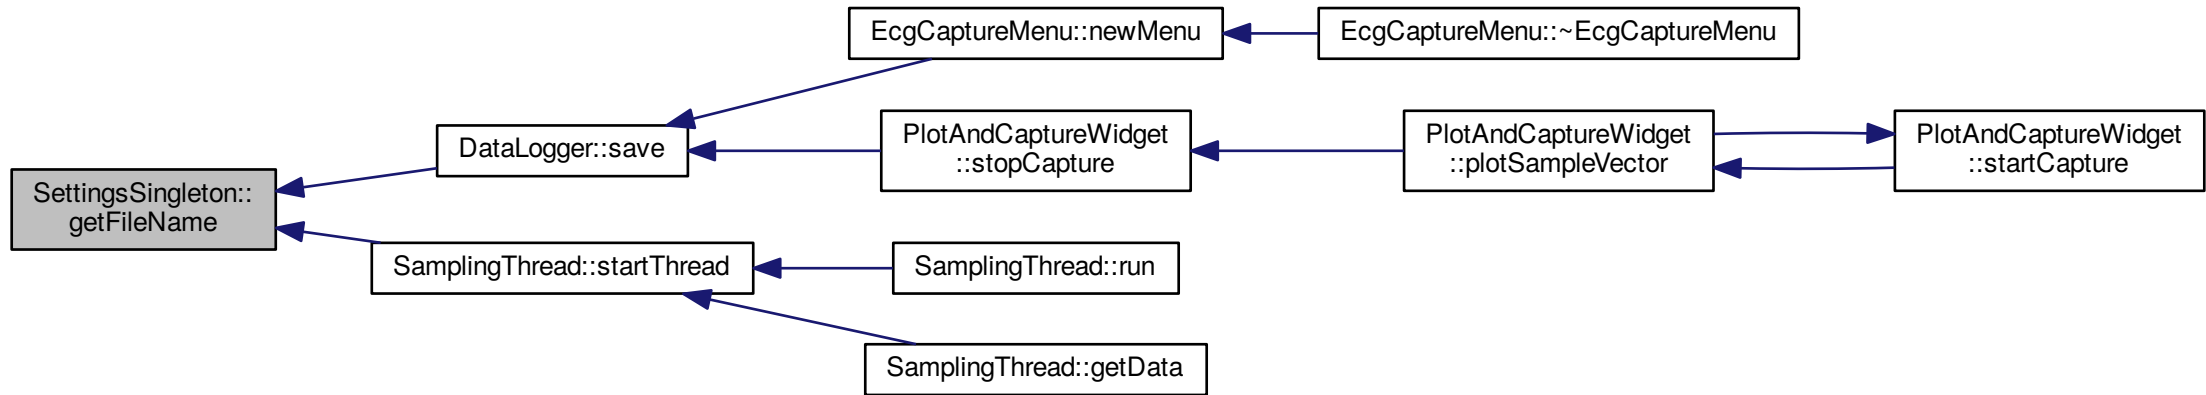 EcgCaptureMenu::newMenu
EcgCaptureMenu::~EcgCaptureMenu
DataLogger::save
PlotAndCaptureWidget
::stopCapture
PlotAndCaptureWidget
::plotSampleVector
PlotAndCaptureWidget
::startCapture
SettingsSingleton::
getFileName
SamplingThread::startThread
SamplingThread::run
SamplingThread::getData